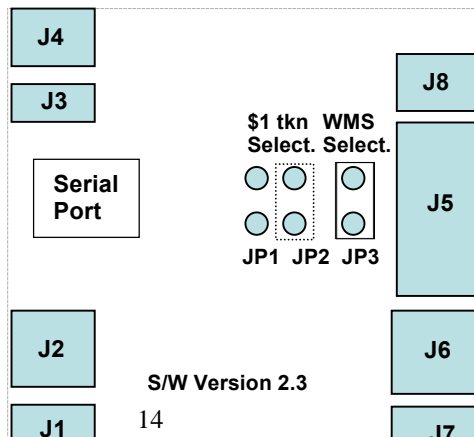 J4
J3
J8
$1 tkn WMS
Select. Select.
Serial
Port
J5
JP1 JP2 JP3
J2
J6
S/W Version 2.3
J1
14
J7